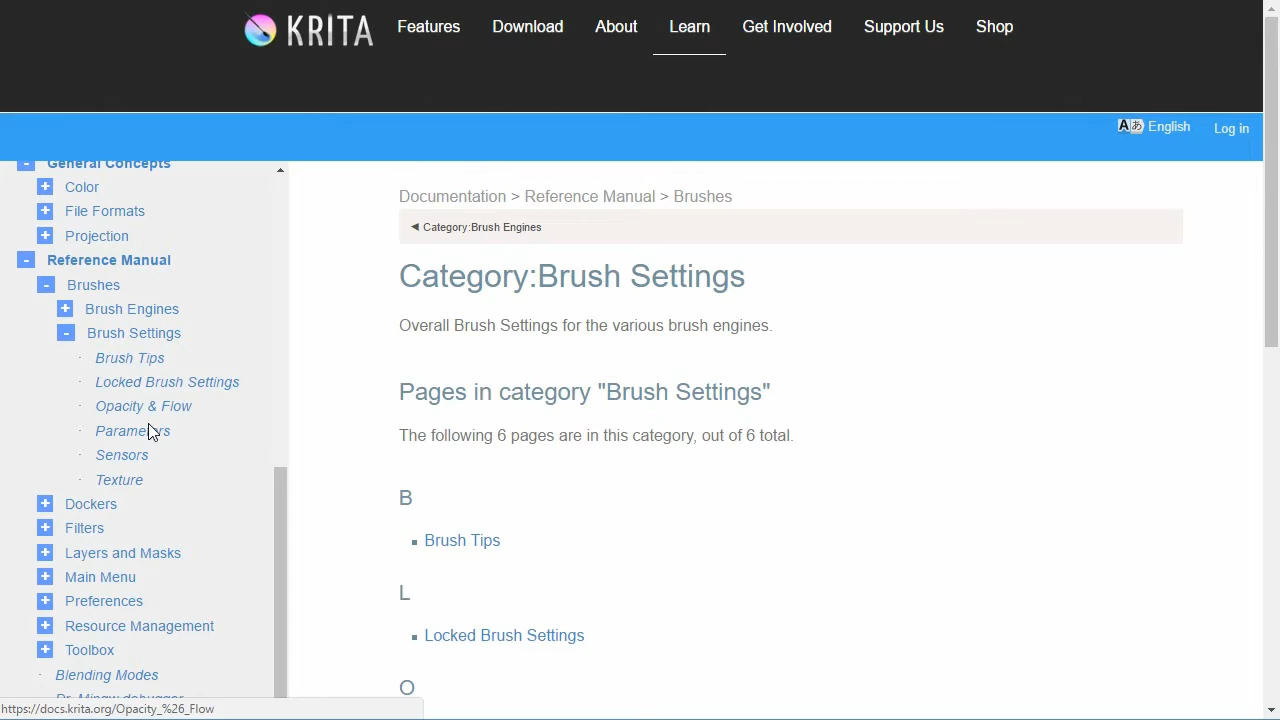 KRITA
Features
Download
About
Learn
Get Involved
Support Us
Shop
English
Log in
General Concepts
Color
File Formats
Projection
Reference Manual
Brushes
Brush Engines
Brush Settings
Brush Tips
Locked Brush Settings
Opacity & Flow
Parameters
Sensors
Texture
Dockers
Filters
Layers and Masks
Main Menu
Preferences
Resource Management
Toolbox
Blending Modes
Dr. Mingw debugger
https://docs.krita.org/Opacity_%26_Flow
Documentation > Reference Manual > Brushes
◄ Category:Brush Engines
Category:Brush Settings
Overall Brush Settings for the various brush engines.
Pages in category "Brush Settings"
The following 6 pages are in this category, out of 6 total.
B
Brush Tips
L
Locked Brush Settings
O